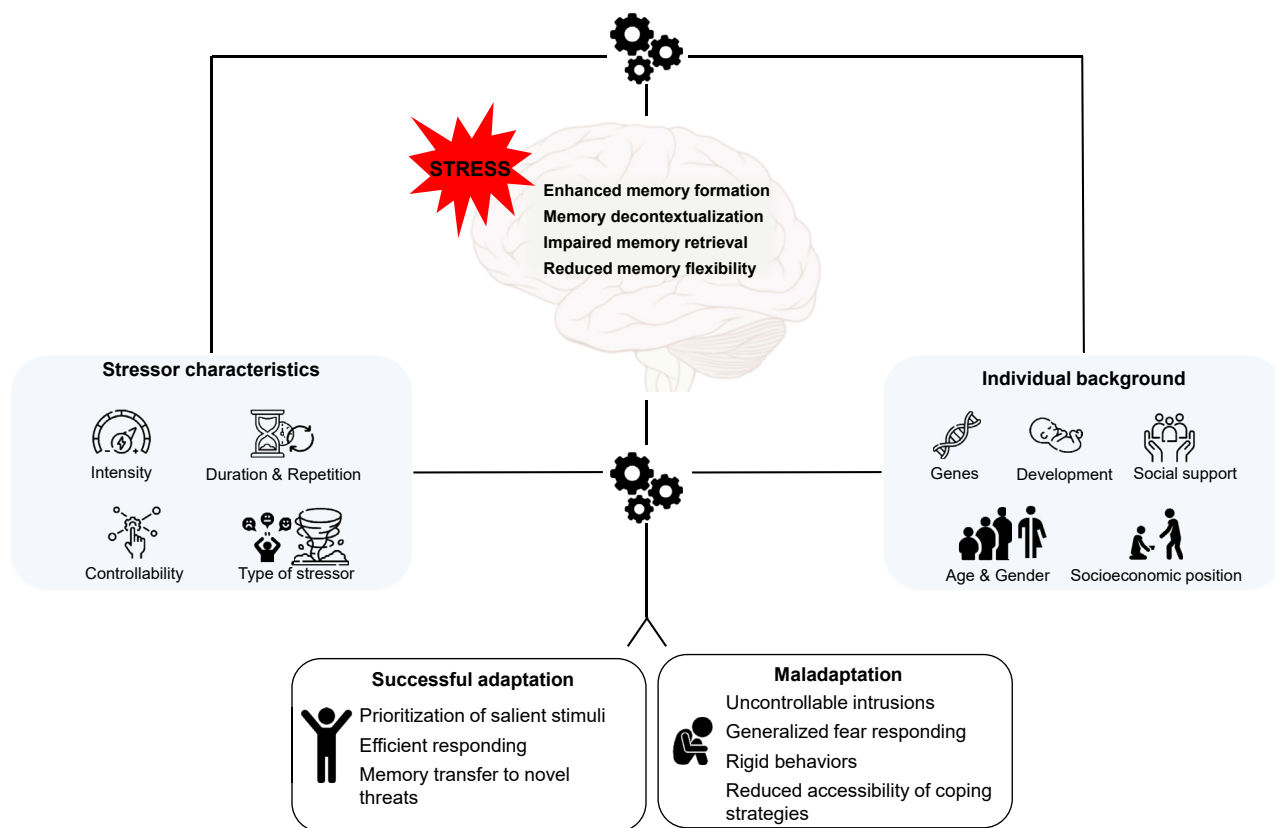 STRESS
Enhanced memory formation
Memory decontextualization
Impaired memory retrieval
Reduced memory flexibility
Stressor characteristics
Intensity
Duration & Repetition
Controllability
Type of stressor
Individual background
Genes
Development
Social support
Age & Gender
Socioeconomic position
Successful adaptation
Prioritization of salient stimuli
Efficient responding
Memory transfer to novel
threats
Maladaptation
Uncontrollable intrusions
Generalized fear responding
Rigid behaviors
Reduced accessibility of coping
strategies